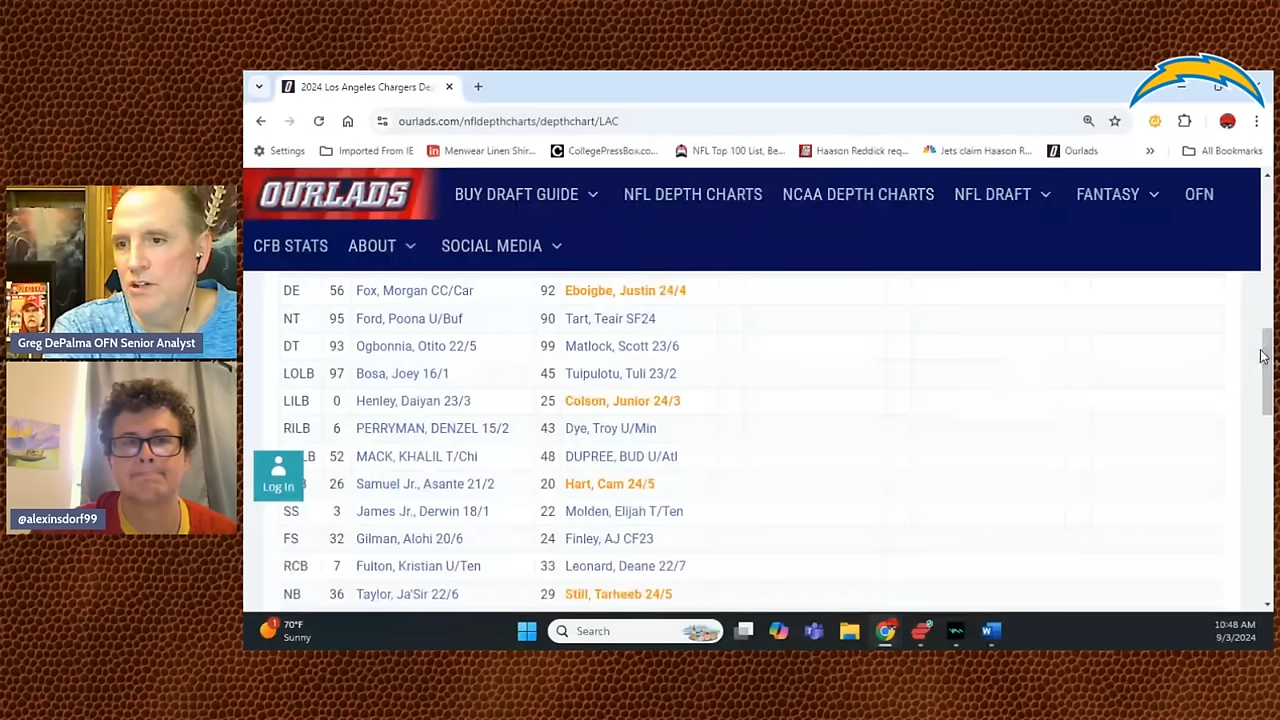 2024 Los Angeles Chargers De
ourlads.com/nfldepthcharts/depthchart/LAC
Settings Imported From IE Menwear Linen Shir... CollegePressBox.co... NFL Top 100 List, Be... Haason Reddick req... Jets claim Haason R... Ourlads » All Bookmarks
OURLADS BUY DRAFT GUIDE NFL DEPTH CHARTS NCAA DEPTH CHARTS NFL DRAFT FANTASY OFN
CFB STATS ABOUT SOCIAL MEDIA
DE 56 Fox, Morgan CC/Car 92 Eboigbe, Justin 24/4
NT 95 Ford, Poona U/Buf 90 Tart, Teair SF24
DT 93 Ogbonnia, Otito 22/5 99 Matlock, Scott 23/6
LOLB 97 Bosa, Joey 16/1 45 Tuipulotu, Tuli 23/2
LILB 0 Henley, Daiyan 23/3 25 Colson, Junior 24/3
RILB 6 PERRYMAN, DENZEL 15/2 43 Dye, Troy U/Min
LB 52 MACK, KHALIL T/Chi 48 DUPREE, BUD U/Atl
26 Samuel Jr., Asante 21/2 20 Hart, Cam 24/5
SS 3 James Jr., Derwin 18/1 22 Molden, Elijah T/Ten
FS 32 Gilman, Alohi 20/6 24 Finley, AJ CF23
RCB 7 Fulton, Kristian U/Ten 33 Leonard, Deane 22/7
NB 36 Taylor, Ja'Sir 22/6 29 Still, Tarheeb 24/5
Log In
Greg DePalma OFN Senior Analyst
@alexinsdorf99
1 70°F
Sunny
Search
10:48 AM
9/3/2024